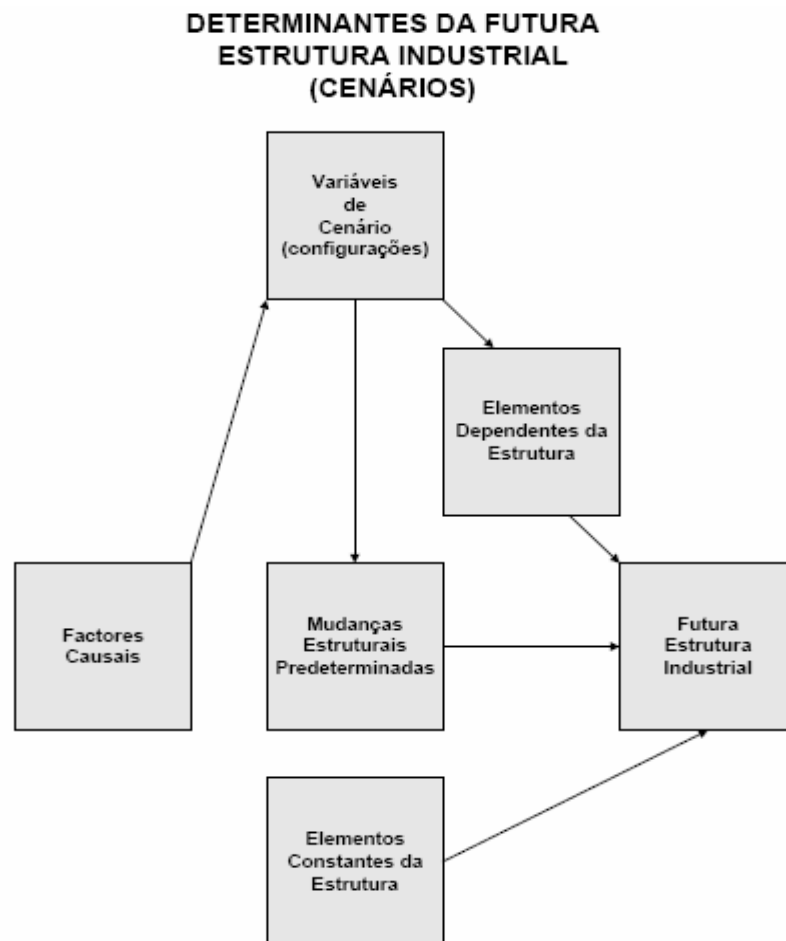 DETERMINANTES DA FUTURA
ESTRUTURA INDUSTRIAL
(CENÁRIOS)
Variáveis
de
Cenário
(configurações)
Elementos
Dependentes da
Estrutura
Factores
Causais
Mudanças
Estruturais
Predeterminadas
Futura
Estrutura
Industrial
Elementos
Constantes da
Estrutura